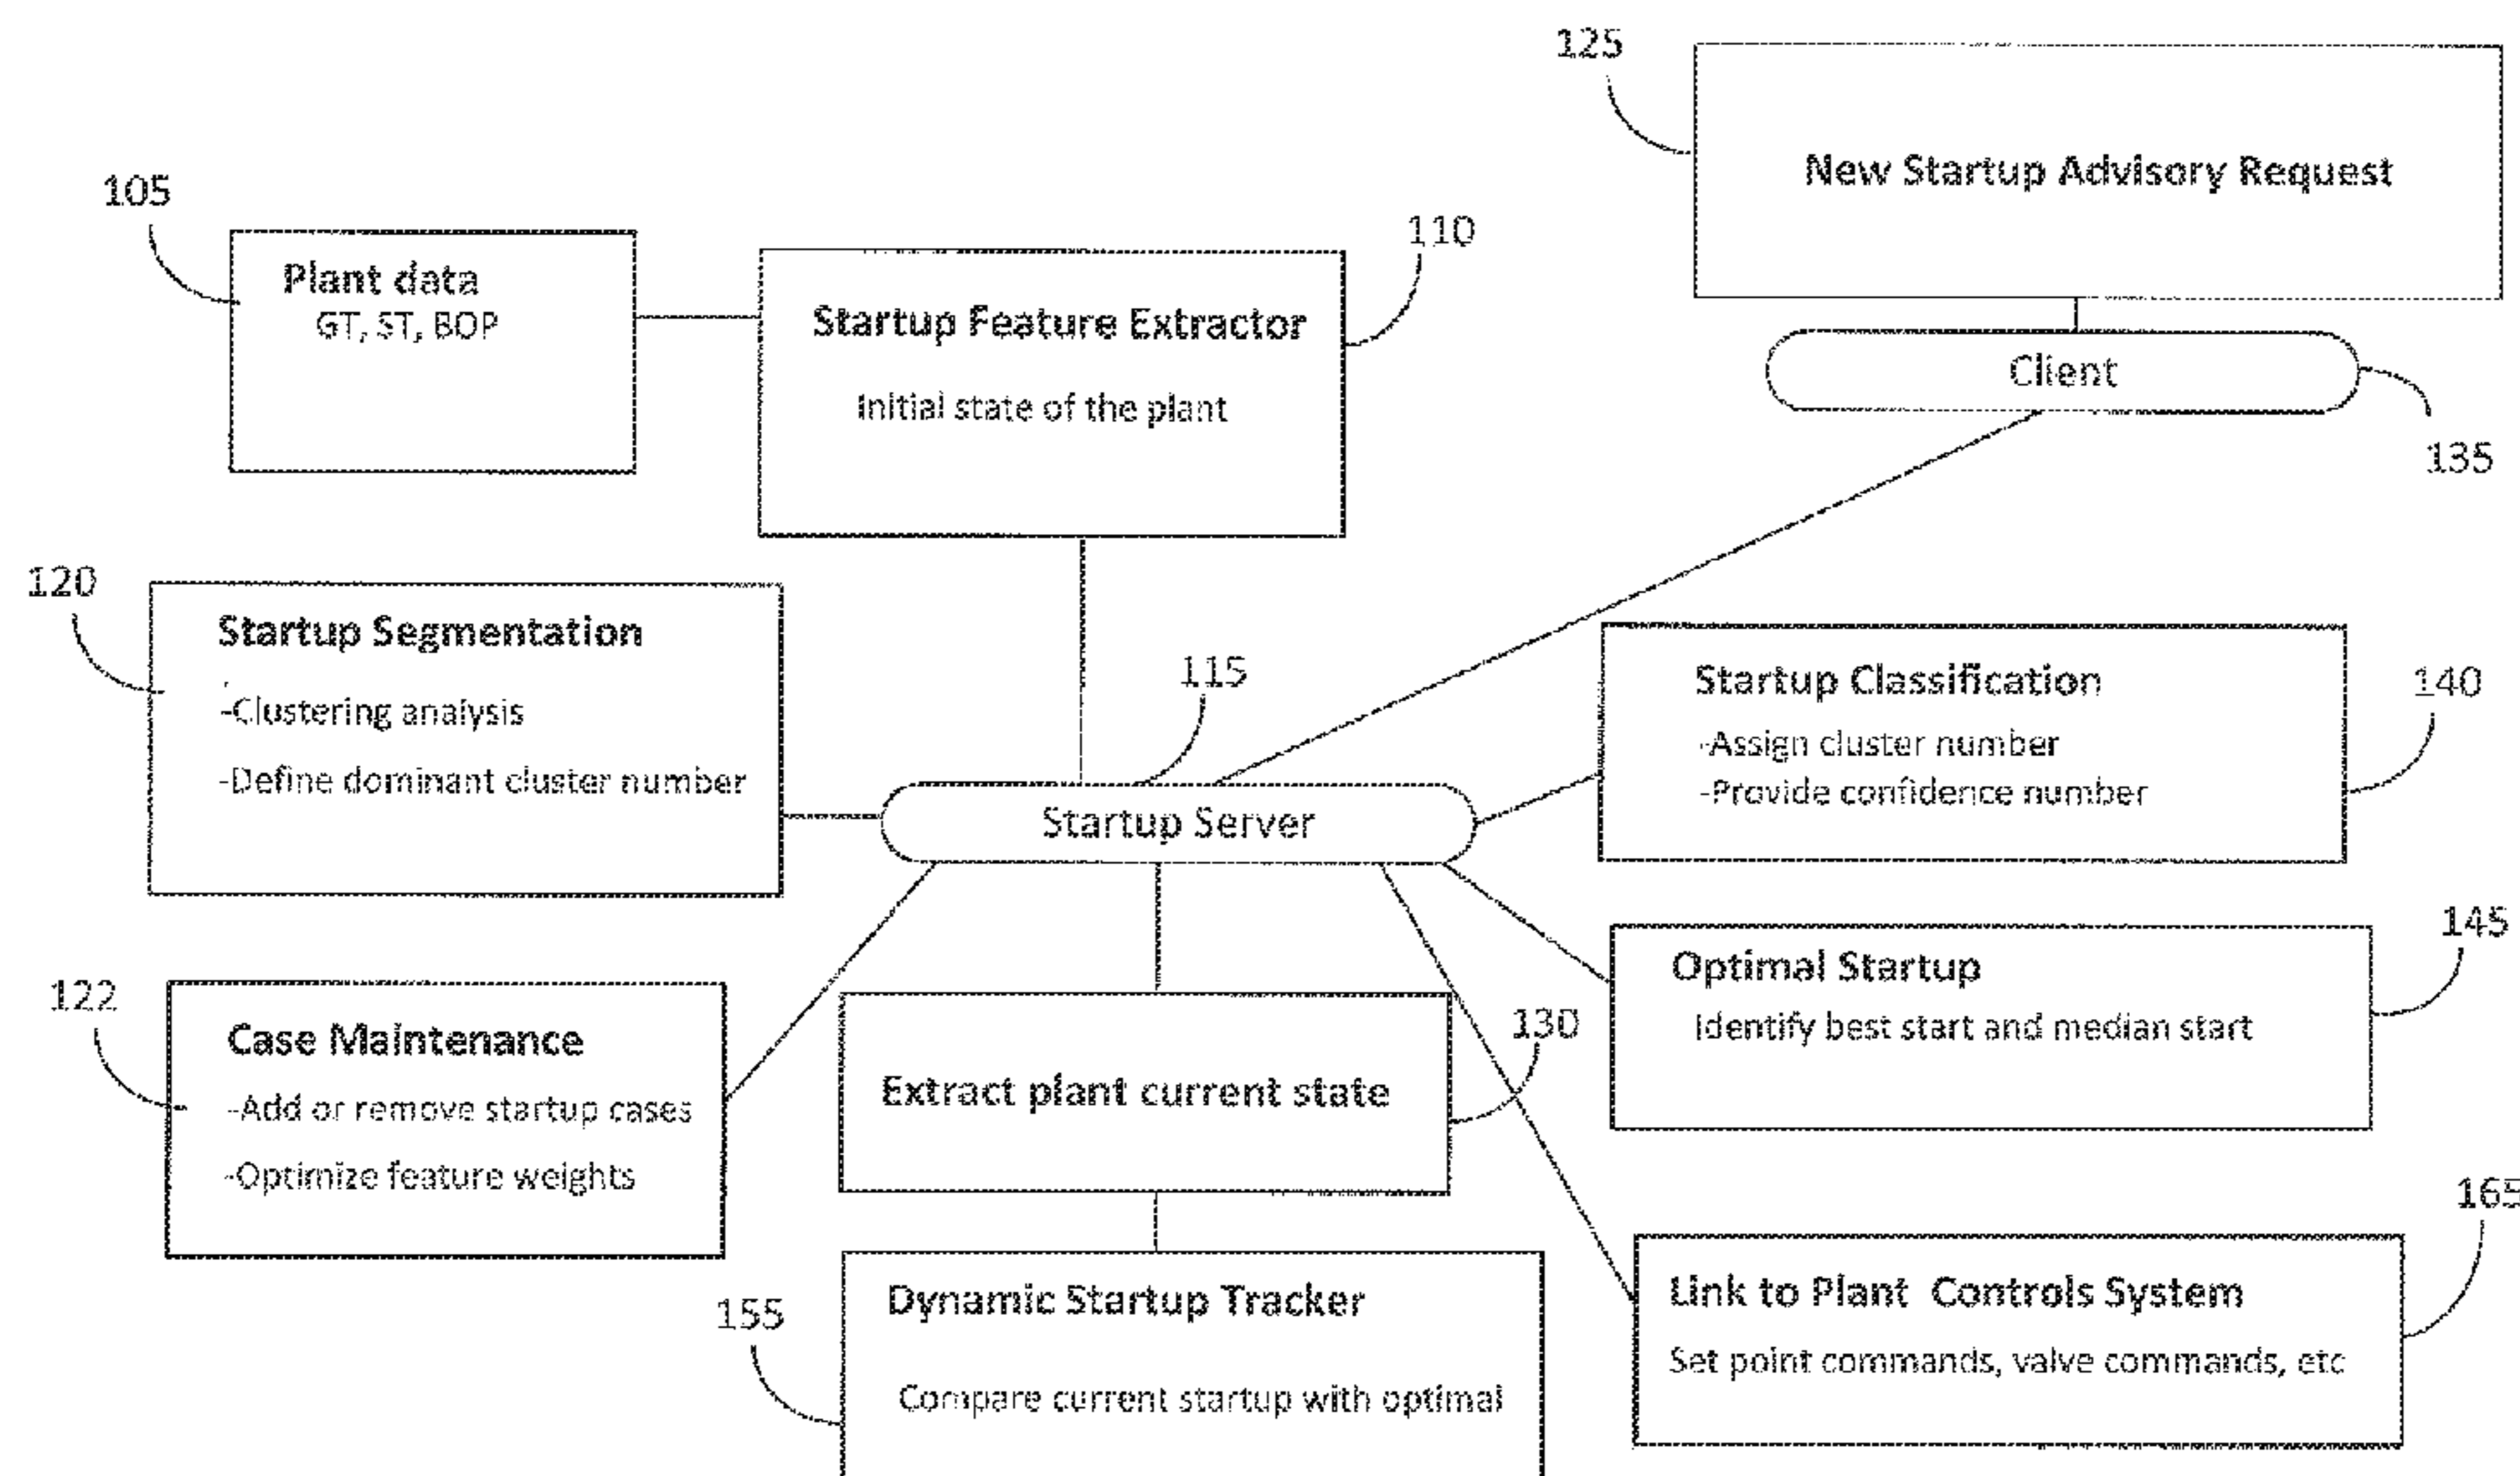 125
New Startup Advisory Request
105
Plant data
GT, ST, BOP
110
Startup Feature Extractor
Initial state of the plant
Client
135
120
Startup Segmentation
-Clustering analysis
-Define dominant cluster number
115
Startup Server
Startup Classification
-Assign cluster number
-Provide confidence number
140
145
Optimal Startup
Identify best start and median start
122
Case Maintenance
-Add or remove startup cases
-Optimize feature weights
130
Extract plant current state
155
Dynamic Startup Tracker
Compare current startup with optimal
165
Link to Plant Controls System
Set point commands, valve commands, etc